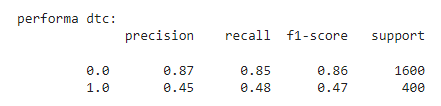 performa dtc:
precision recall f1-score support
0.0 0.87 0.85 0.86 1600
1.0 0.45 0.48 0.47 400